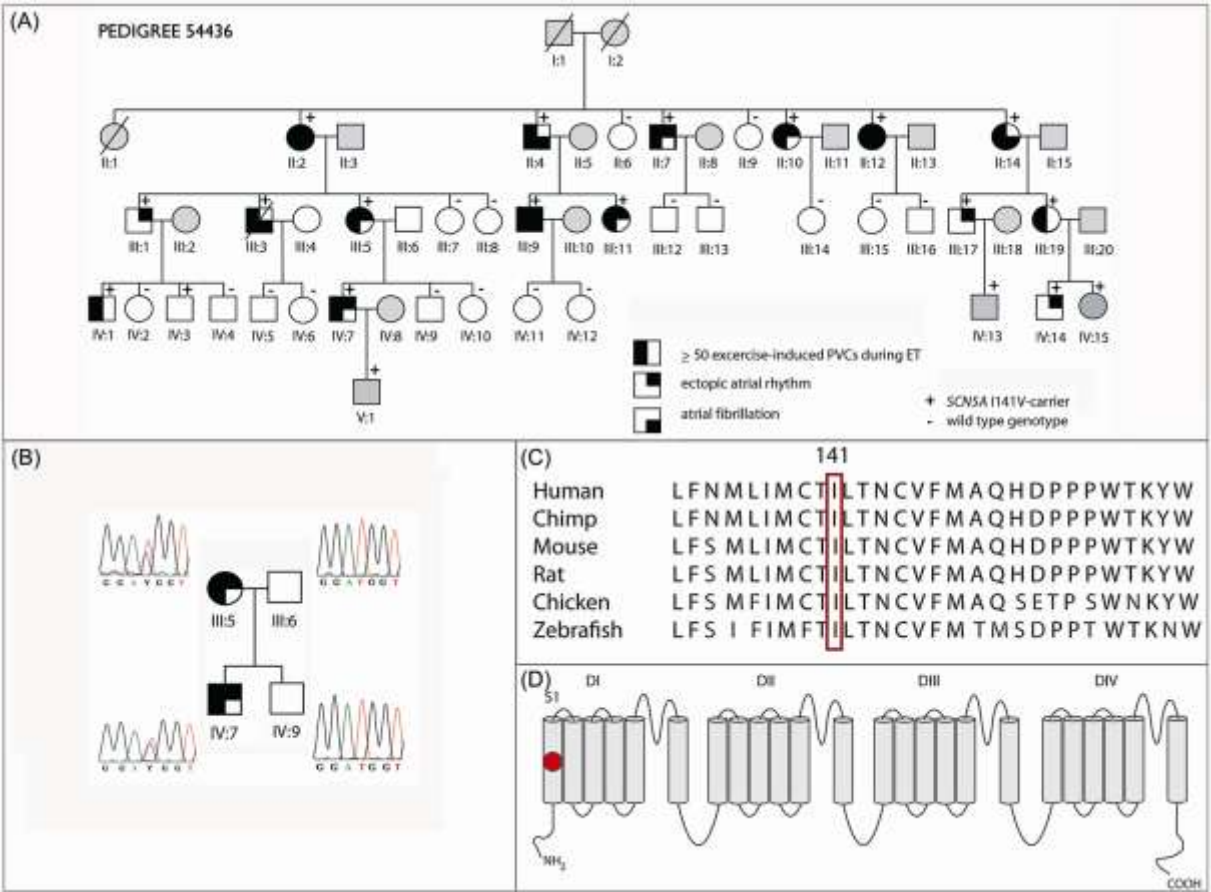 (A)
PEDIGREE 54436
I:1 I:2
+ + - + - + + +
II:1 II:2 II:3 II:4 II:5 II:6 II:7 II:8 II:9 II:10 II:11 II:12 II:13 II:14 II:15
+ + + - - + + - - - - - + +
III:1 III:2 III:3 III:4 III:5 III:6 III:7 III:8 III:9 III:10 III:11 III:12 III:13 III:14 III:15 III:16 III:17 III:18 III:19 III:20
+ - + - - - + - - - - + + +
IV:1 IV:2 IV:3 IV:4 IV:5 IV:6 IV:7 IV:8 IV:9 IV:10 IV:11 IV:12 IV:13 IV:14 IV:15
+
V:1
≥ 50 excercise-induced PVCs during ET
ectopic atrial rhythm
atrial fibrillation
+ SCN5A I141V-carrier
- wild type genotype
(B)
G G A Y G G T
G G A T G G T
III:5 III:6
IV:7 IV:9
G G A Y G G T
G G A T G G T
(C)
141
Human LFNMLIMCTILTNCVFMAQHDPPPWTKYW
Chimp LFNMLIMCTILTNCVFMAQHDPPPWTKYW
Mouse LFSMLIMCTILTNCVFMAQHDPPPWTKYW
Rat LFSMLIMCTILTNCVFMAQHDPPPWTKYW
Chicken LFSMFIMCTILTNCVFMAQSETPSWNKYW
Zebrafish LFSIFIMFTILTNCVFMTMSDPPTWTKNW
(D)
S1
DI DII DIII DIV
NH2
COOH